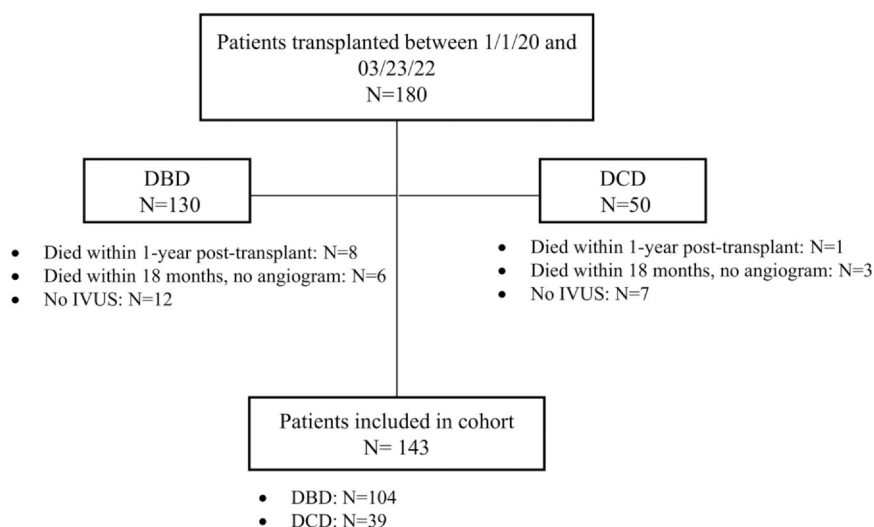 Patients transplanted between 1/1/20 and
03/23/22
N=180
DBD
N=130
DCD
N=50
• Died within 1-year post-transplant: N=8
• Died within 18 months, no angiogram: N=6
• No IVUS: N=12
• Died within 1-year post-transplant: N=1
• Died within 18 months, no angiogram: N=3
• No IVUS: N=7
Patients included in cohort
N= 143
• DBD: N=104
• DCD: N=39